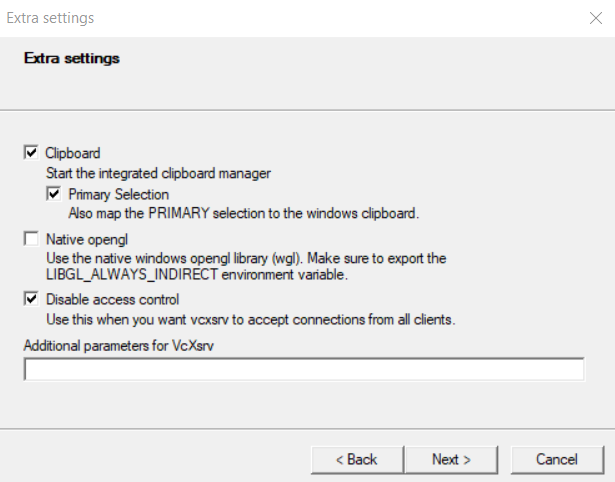 Extra settings
Extra settings
Clipboard
Start the integrated clipboard manager
Primary Selection
Also map the PRIMARY selection to the windows clipboard.
Native opengl
Use the native windows opengl library (wgl). Make sure to export the
LIBGL_ALWAYS_INDIRECT environment variable.
Disable access control
Use this when you want vcxsrv to accept connections from all clients.
Additional parameters for VcXsrv
< Back Next > Cancel